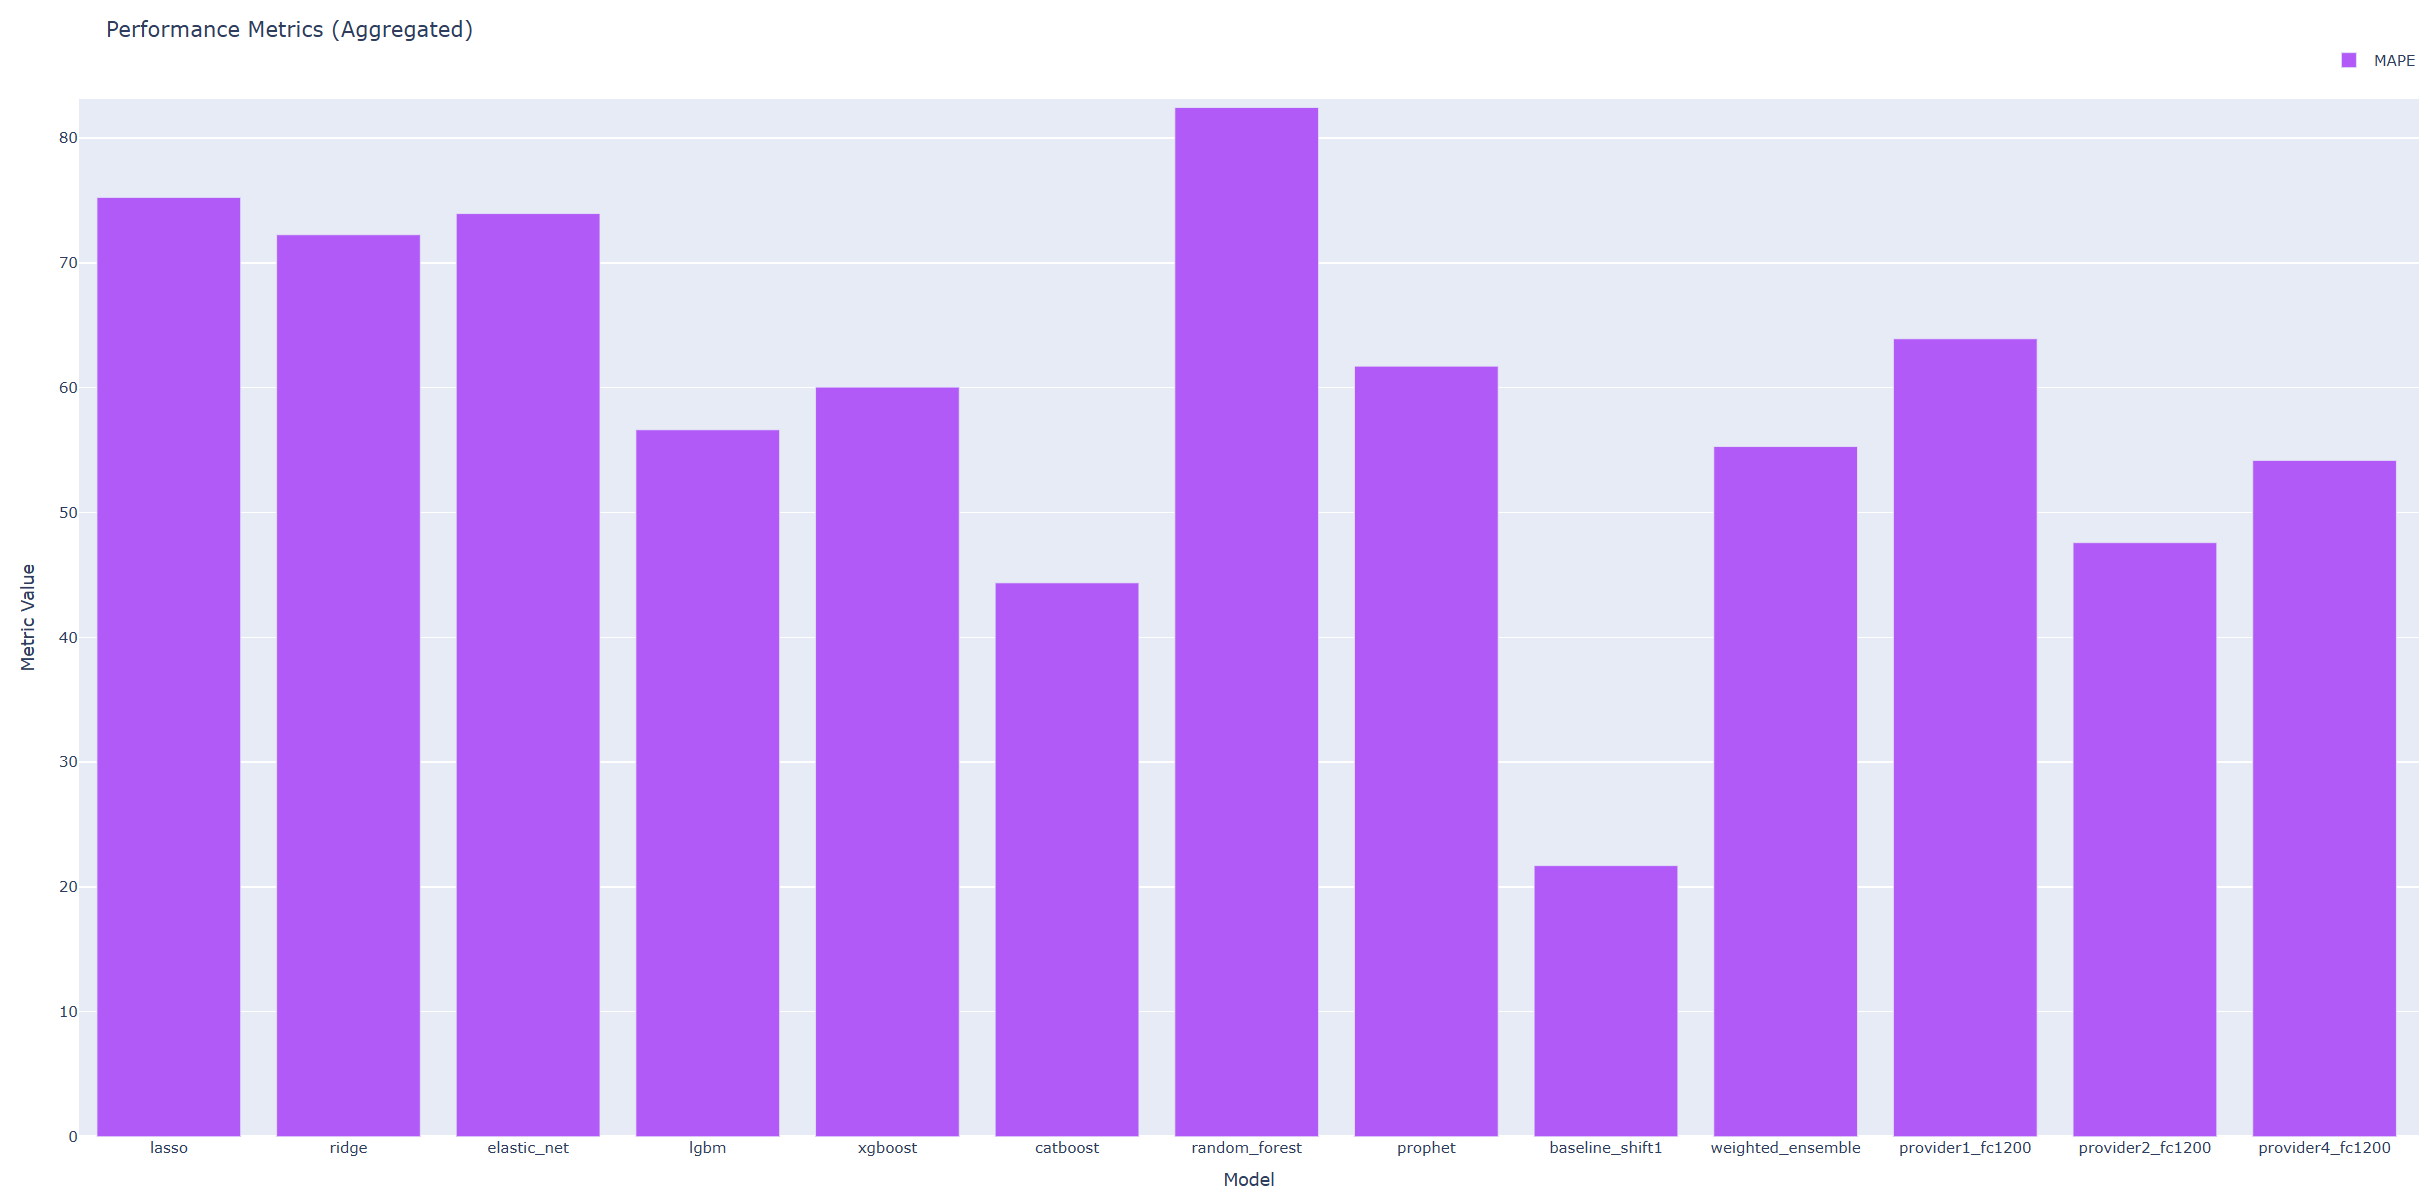 Performance Metrics (Aggregated)
MAPE
80
70
60
50
40
30
20
10
0
Metric Value
lasso ridge elastic_net lgbm xgboost catboost random_forest prophet baseline_shift1 weighted_ensemble provider1_fc1200 provider2_fc1200 provider4_fc1200
Model